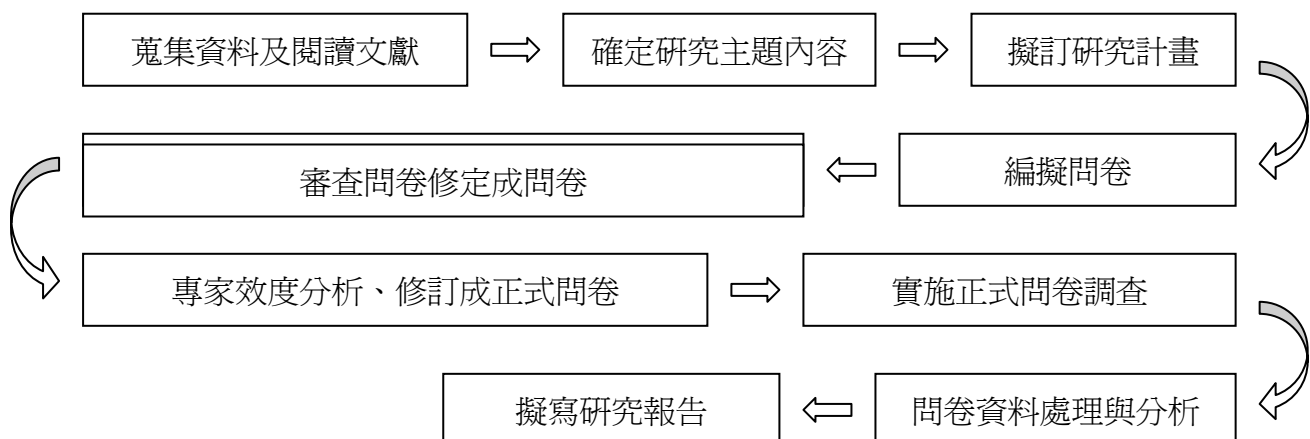 蒐集資料及閱讀文獻
確定研究主題內容
擬訂研究計畫
編擬問卷
審查問卷修定成問卷
專家效度分析、修訂成正式問卷
實施正式問卷調查
問卷資料處理與分析
擬寫研究報告